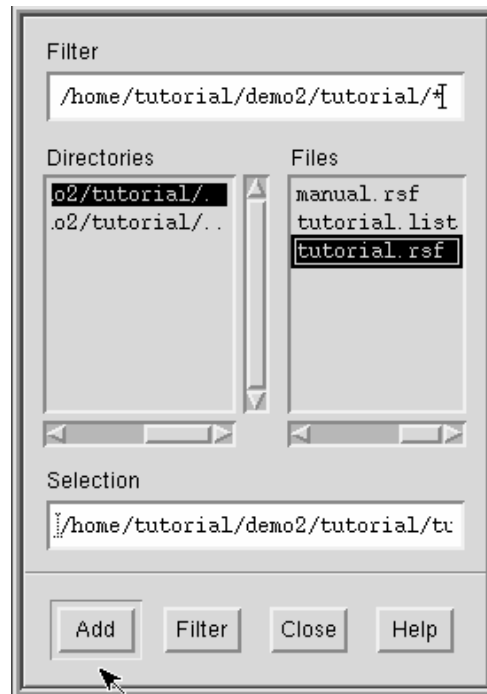 Filter
/home/tutorial/demo2/tutorial/*
Directories Files
.o2/tutorial/. manual.rsf
.o2/tutorial/.. tutorial.list
tutorial.rsf
Selection
/home/tutorial/demo2/tutorial/tu
Add Filter Close Help